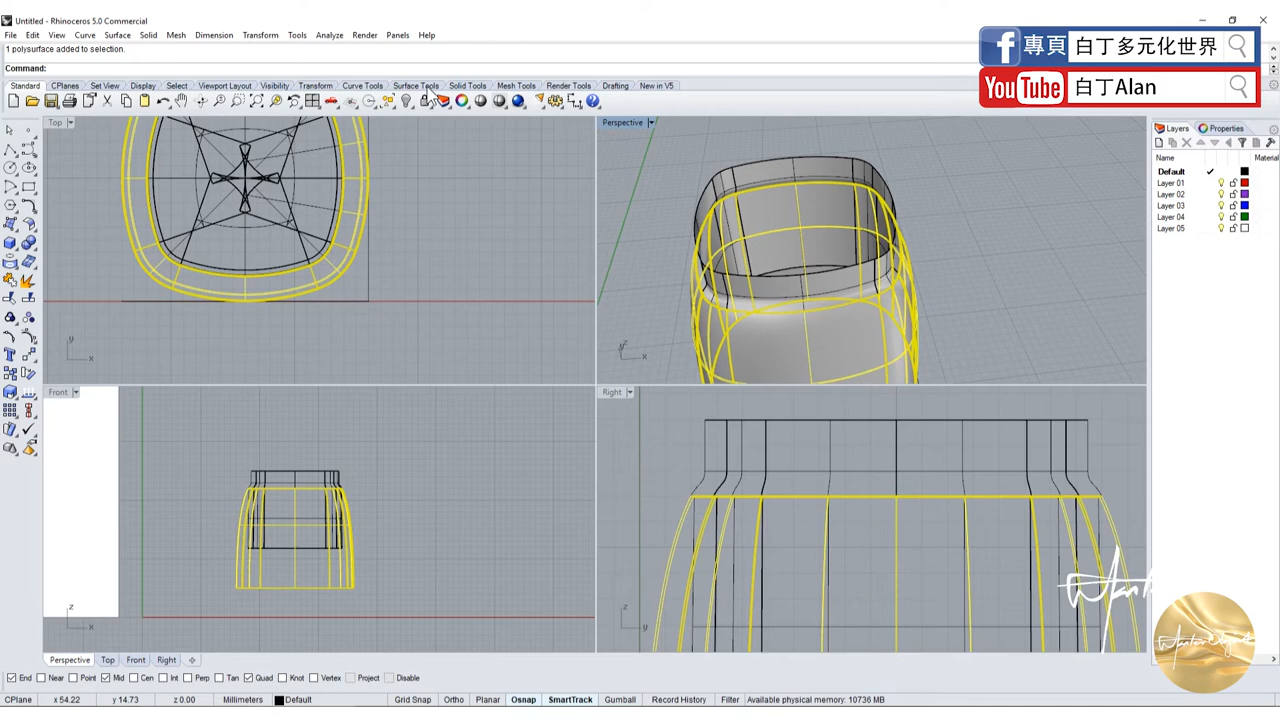 Untitled - Rhinoceros 5.0 Commercial
File Edit View Curve Surface Solid Mesh Dimension Transform Tools Analyze Render Panels Help
1 polysurface added to selection.
Command:
專頁 白丁多元化世界
YouTube 白丁Alan
Standard CPlanes Set View Display Select Viewport Layout Visibility Transform Curve Tools Surface Tools Solid Tools Mesh Tools Render Tools Drafting New in V5
Top
Perspective
Layers Properties
Name Material
Default
Layer 01
Layer 02
Layer 03
Layer 04
Layer 05
y
x
z
x
Front
Right
z
x
z
y
Perspective Top Front Right
End Near Point Mid Cen Int Perp Tan Quad Knot Vertex Project Disable
CPlane x 54.22 y 14.73 z 0.00 Millimeters Default Grid Snap Ortho Planar Osnap SmartTrack Gumball Record History Filter Available physical memory: 10736 MB